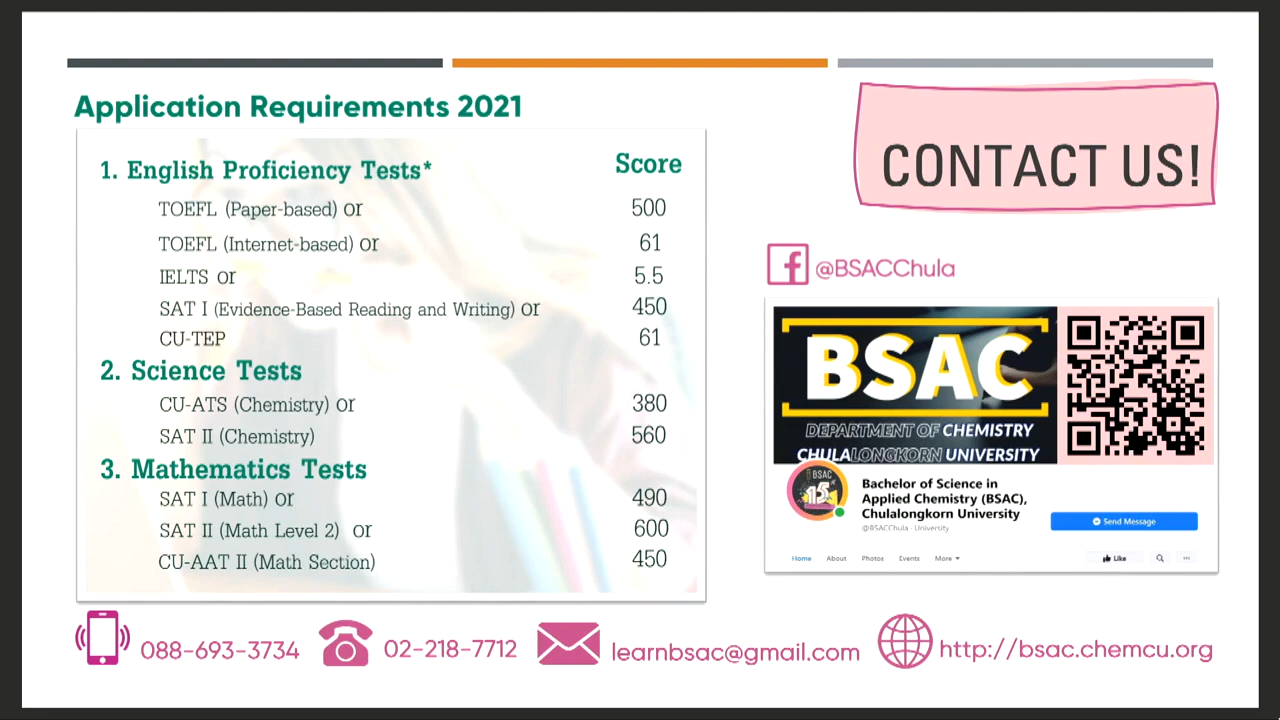 Application Requirements 2021
1. English Proficiency Tests* Score
TOEFL (Paper-based) or 500
TOEFL (Internet-based) or 61
IELTS or 5.5
SAT I (Evidence-Based Reading and Writing) or 450
CU-TEP 61
2. Science Tests
CU-ATS (Chemistry) or 380
SAT II (Chemistry) 560
3. Mathematics Tests
SAT I (Math) or 490
SAT II (Math Level 2) or 600
CU-AAT II (Math Section) 450
CONTACT US!
f @BSACChula
BSAC
DEPARTMENT OF CHEMISTRY
CHULALONGKORN UNIVERSITY
BSAC
15
Bachelor of Science in
Applied Chemistry (BSAC),
Chulalongkorn University
@BSACChula · University
Send Message
Home About Photos Events More Like ...
088-693-3734 02-218-7712 learnbsac@gmail.com http://bsac.chemcu.org